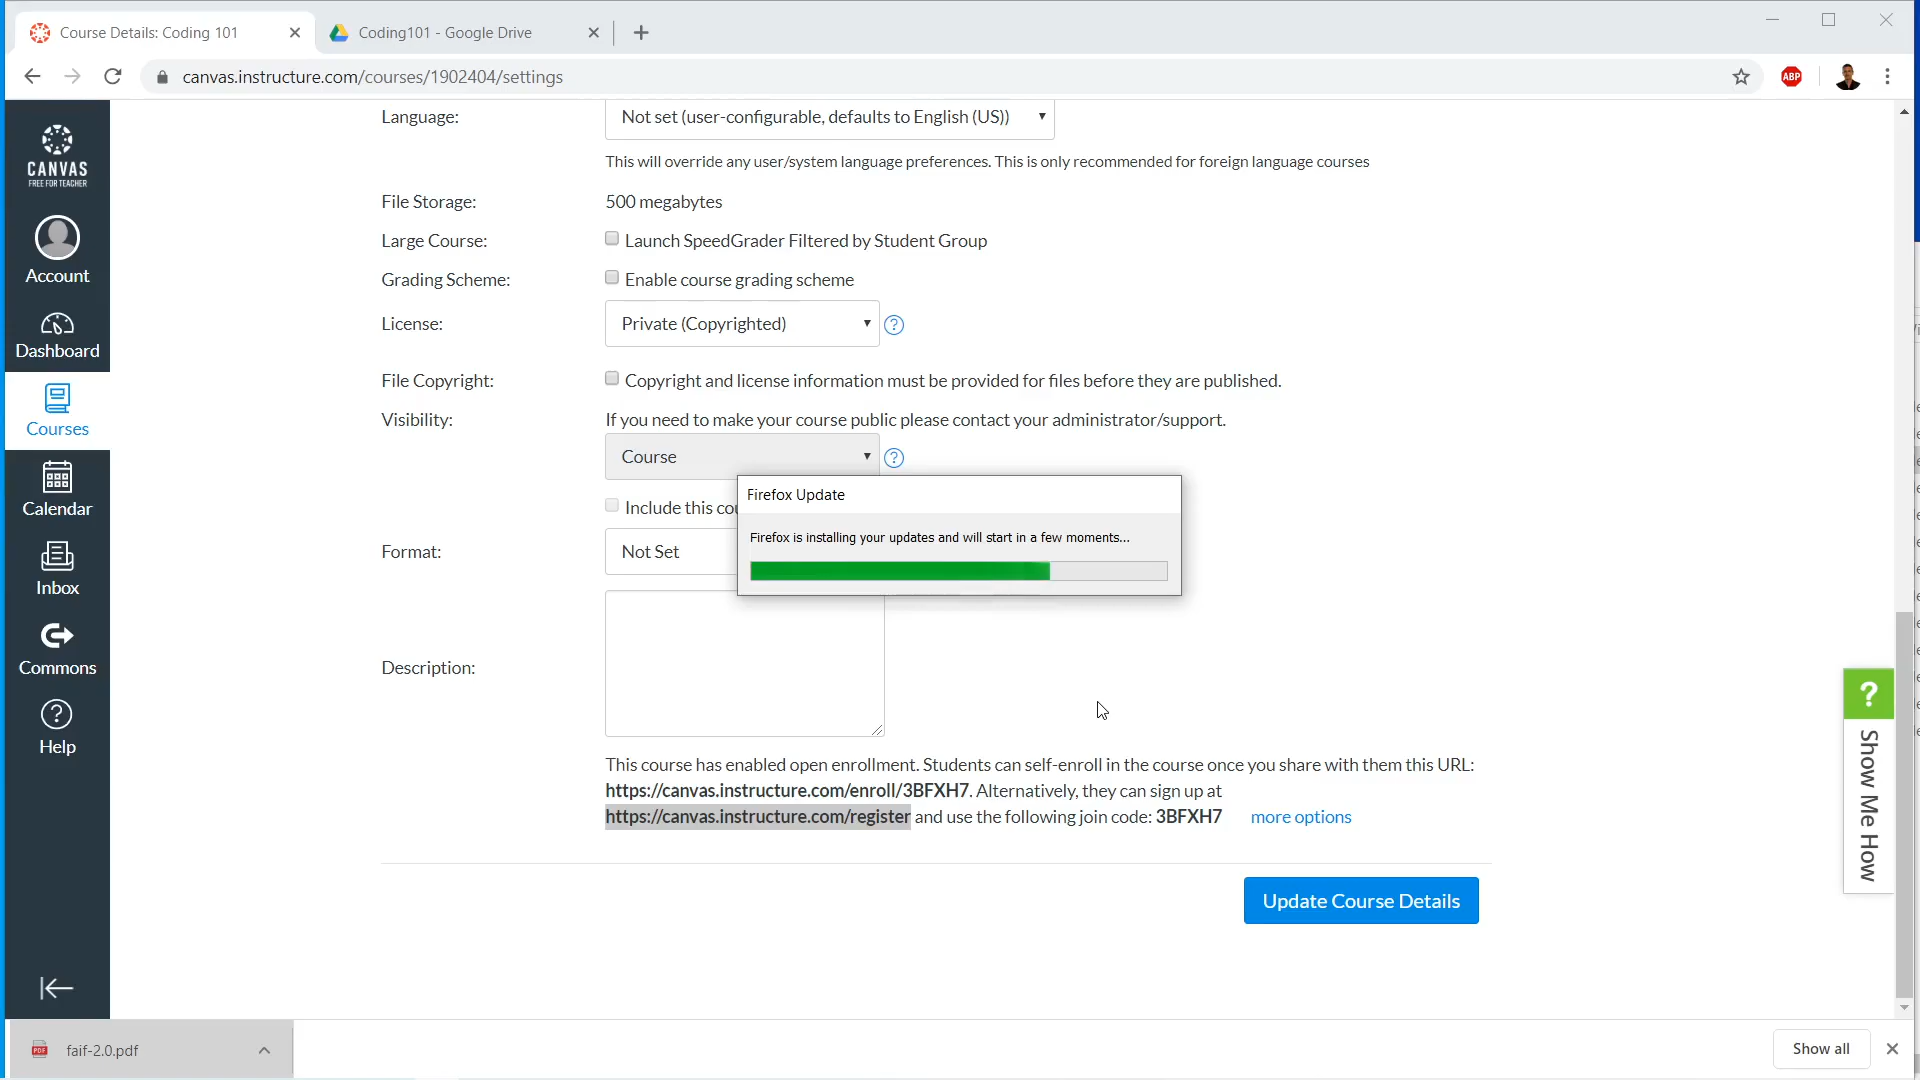 Course Details: Coding 101
Coding101 - Google Drive
canvas.instructure.com/courses/1902404/settings
ABP
CANVAS
FREE FOR TEACHER
Account
Dashboard
Courses
Calendar
Inbox
Commons
Help
Language:
Not set (user-configurable, defaults to English (US))
This will override any user/system language preferences. This is only recommended for foreign language courses
File Storage:
500 megabytes
Large Course:
Launch SpeedGrader Filtered by Student Group
Grading Scheme:
Enable course grading scheme
License:
Private (Copyrighted)
?
File Copyright:
Copyright and license information must be provided for files before they are published.
Visibility:
If you need to make your course public please contact your administrator/support.
Course
?
Include this cou
Firefox Update
Firefox is installing your updates and will start in a few moments...
Format:
Not Set
Description:
This course has enabled open enrollment. Students can self-enroll in the course once you share with them this URL:
https://canvas.instructure.com/enroll/3BFXH7. Alternatively, they can sign up at
https://canvas.instructure.com/register and use the following join code: 3BFXH7 more options
Update Course Details
?
Show Me How
PDF
faif-2.0.pdf
Show all